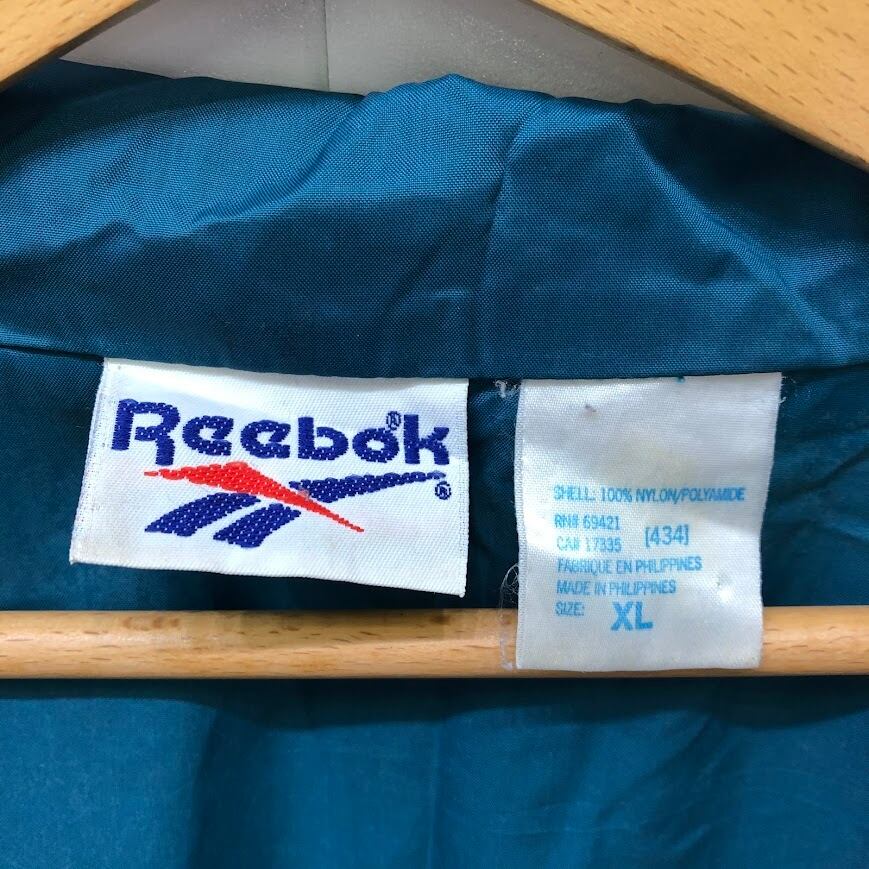 Reebok®
®
SHELL: 100% NYLON/POLYAMIDE
RN# 69421
CA# 17335 [434]
FABRIQUE EN PHILIPPINES
MADE IN PHILIPPINES
SIZE: XL